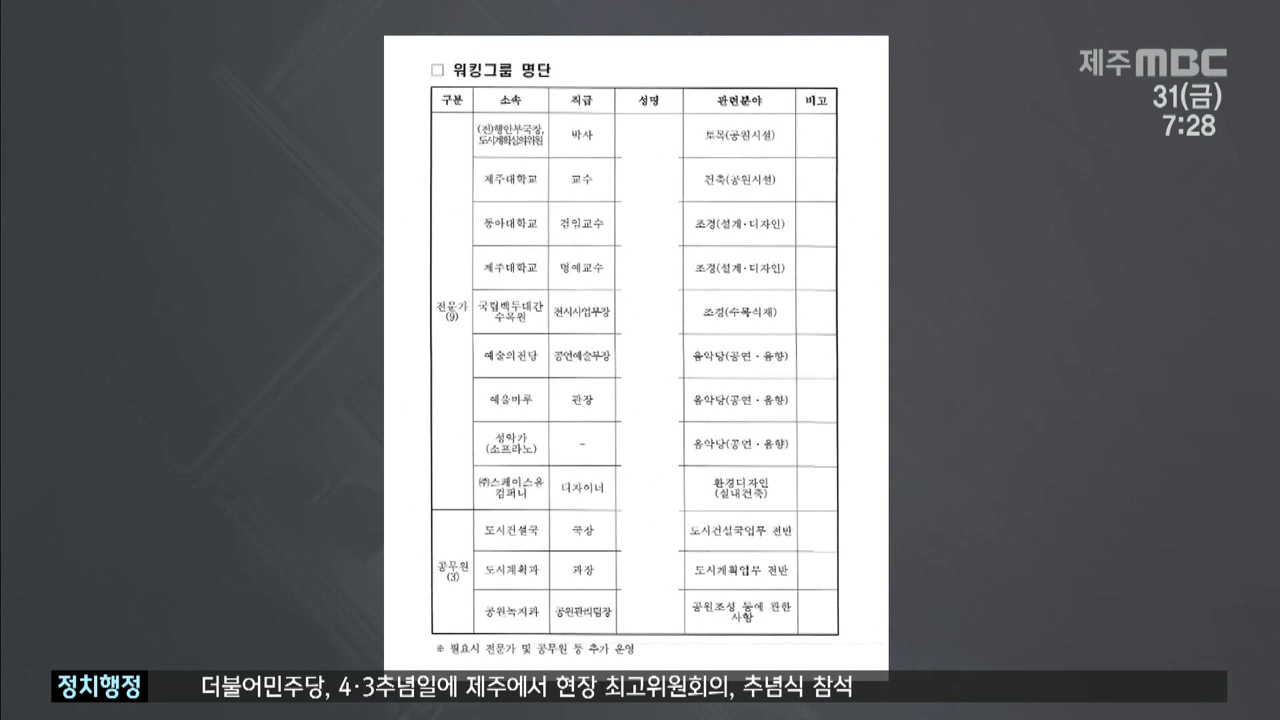 제주MBC
31(금)
7:28
□ 워킹그룹 명단
구분 소속 직급 성명 관련분야 비고
전문가
(9)
(전)행안부국장,
도시계획심의위원
박사 토목(공원시설)
제주대학교 교수 건축(공원시설)
동아대학교 겸임교수 조경(설계·디자인)
제주대학교 명예교수 조경(설계·디자인)
국립백두대간
수목원
전시사업부장 조경(수목식재)
예술의전당 공연예술부장 음악당(공연·음향)
예울마루 관장 음악당(공연·음향)
성악가
(소프라노)
- 음악당(공연·음향)
㈜스페이스올
컴퍼니
디자이너 환경디자인
(실내건축)
공무원
(3)
도시건설국 국장 도시건설국업무 전반
도시계획과 과장 도시계획업무 전반
공원녹지과 공원관리팀장 공원조성 등에 관한
사항
※ 필요시 전문가 및 공무원 등 추가 운영
정치행정 더불어민주당, 4·3추념일에 제주에서 현장 최고위원회의, 추념식 참석